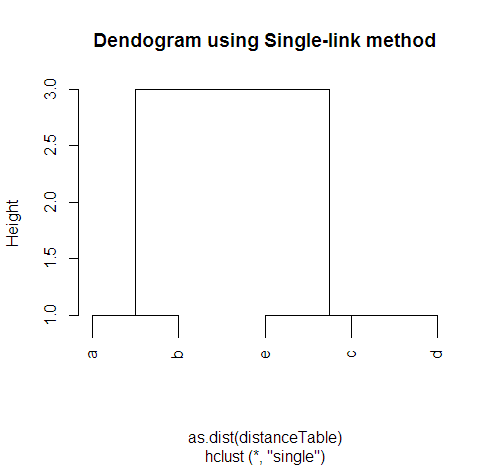 Dendogram using Single-link method
Height
3.0
2.5
2.0
1.5
1.0
a
b
e
c
d
as.dist(distanceTable)
hclust (*, "single")